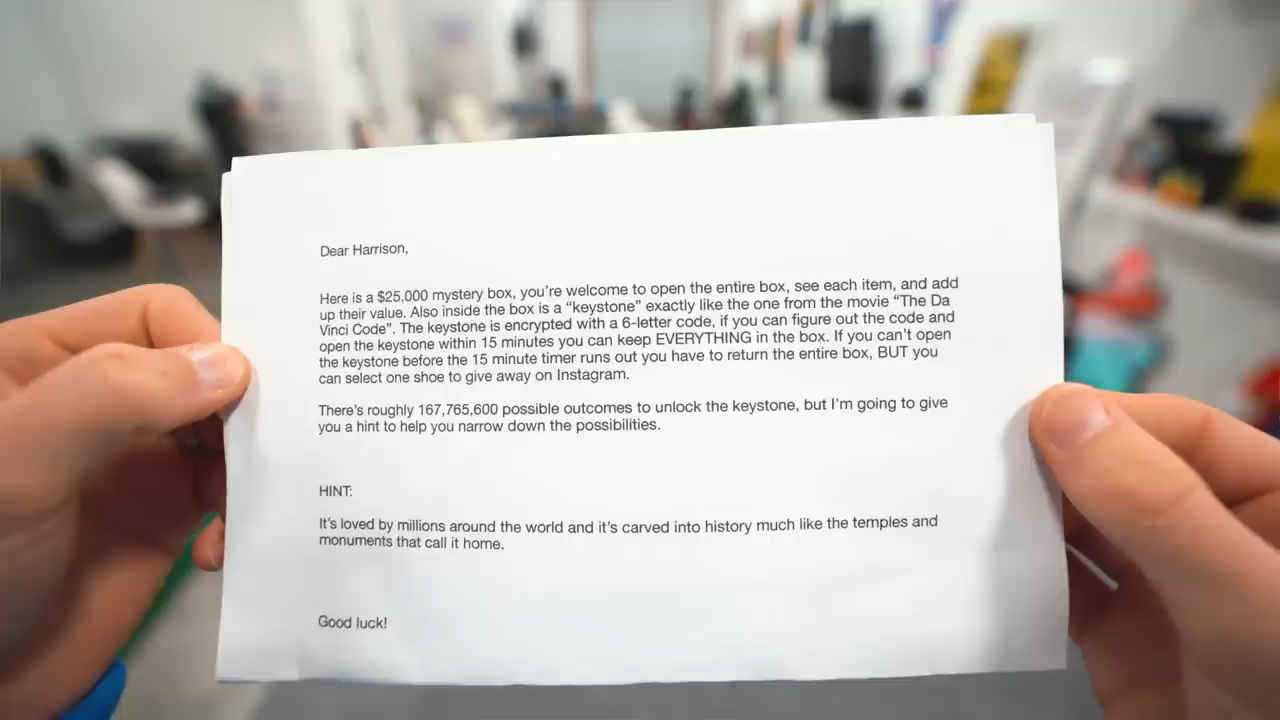 Dear Harrison,
Here is a $25,000 mystery box, you're welcome to open the entire box, see each item, and add
up their value. Also inside the box is a “keystone” exactly like the one from the movie “The Da
Vinci Code”. The keystone is encrypted with a 6-letter code, if you can figure out the code and
open the keystone within 15 minutes you can keep EVERYTHING in the box. If you can't open
the keystone before the 15 minute timer runs out you have to return the entire box, BUT you
can select one shoe to give away on Instagram.
There's roughly 167,765,600 possible outcomes to unlock the keystone, but I'm going to give
you a hint to help you narrow down the possibilities.
HINT:
It's loved by millions around the world and it's carved into history much like the temples and
monuments that call it home.
Good luck!